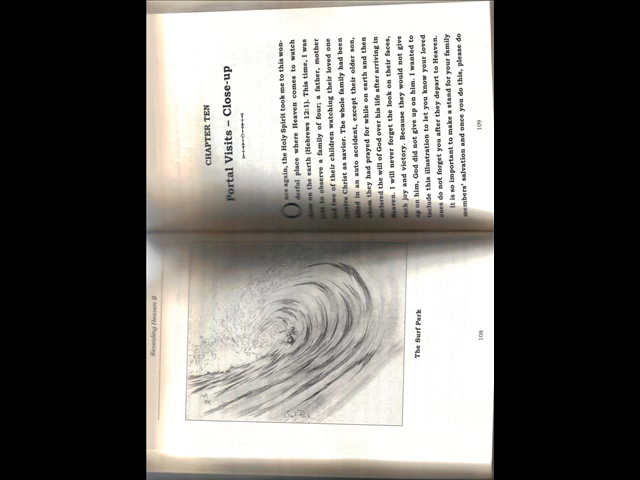 Revealing Heaven II
Surf Park
The Surf Park
108
CHAPTER TEN
Portal Visits – Close-up
Once again, the Holy Spirit took me to this won-
derful place where Heaven comes to watch
those on the earth (Hebrews 12:1). This time, I was
to observe a family of four; a father, mother
and two of their children watching their loved one
receive Christ as savior. The whole family had been
killed in an auto accident, except their older son,
whom they had prayed for while on earth and then
declared the will of God over his life after arriving in
Heaven. I will never forget the look on their faces,
such joy and victory. Because they would not give
up on him, God did not give up on him. I wanted to
include this illustration to let you know your loved
ones do not forget you after they depart to Heaven.
It is so important to make a stand for your family
members' salvation and once you do this, please do
109